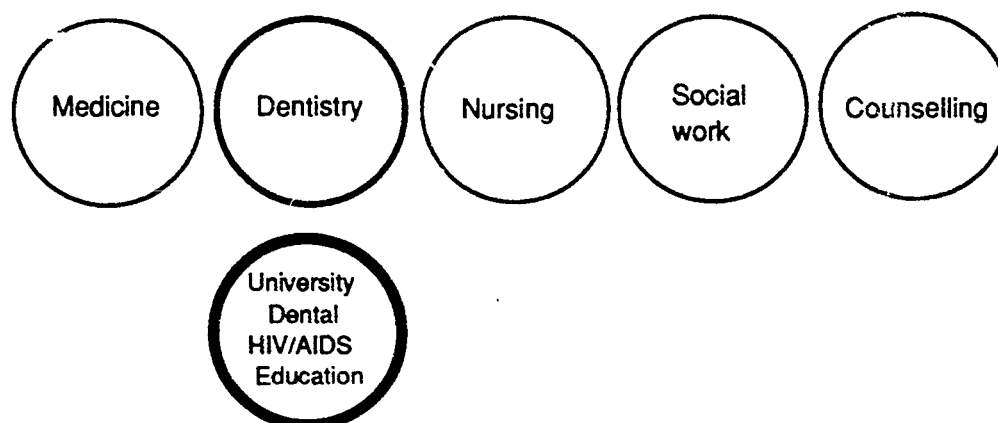 Medicine
Dentistry
Nursing
Social
work
Counselling
University
Dental
HIV/AIDS
Education